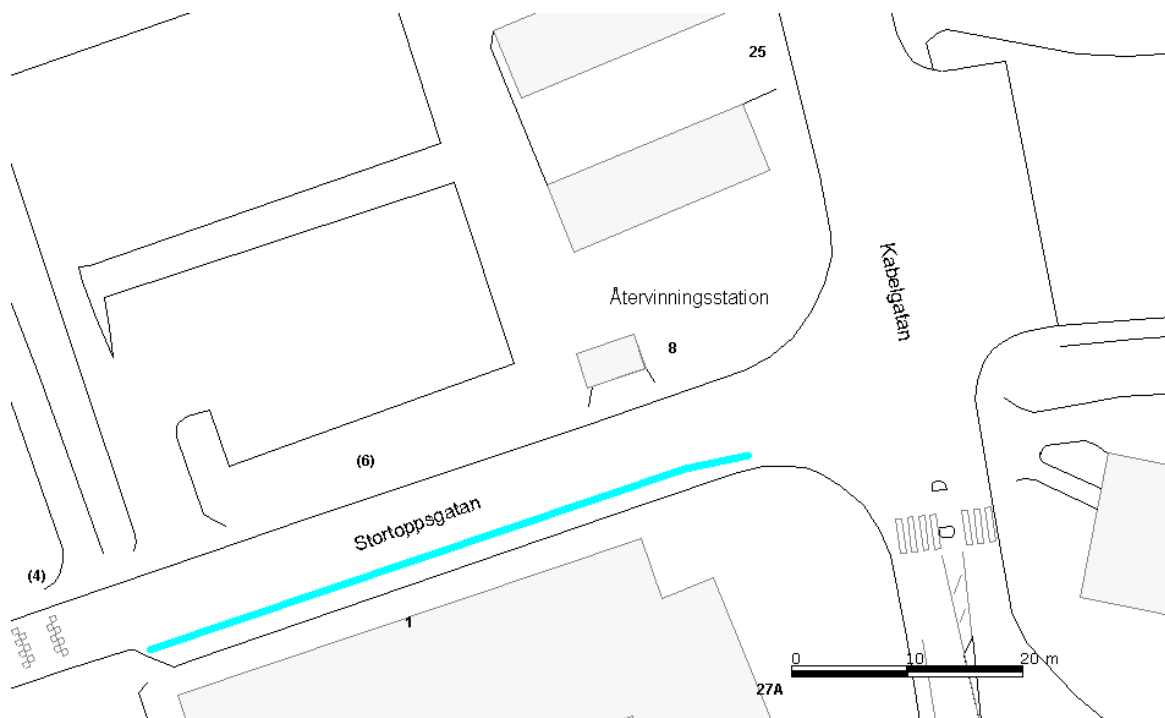 25
Kabelgatan
Återvinningsstation
8
(6)
Stortoppsgatan
(4)
1
0 10 20 m
27A